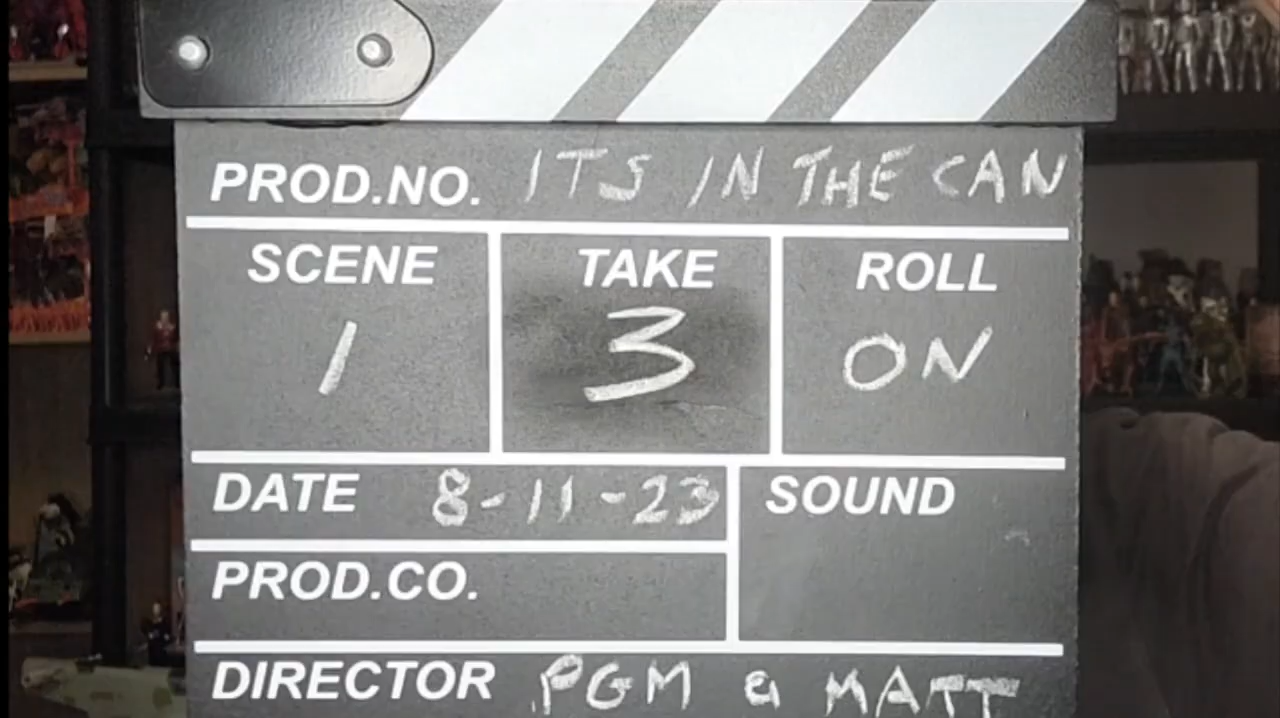 PROD.NO. ITS IN THE CAN
SCENE TAKE ROLL
1 3 ON
DATE 8-11-23 SOUND
PROD.CO.
DIRECTOR PGM & MATT